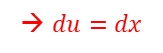 → du = dx